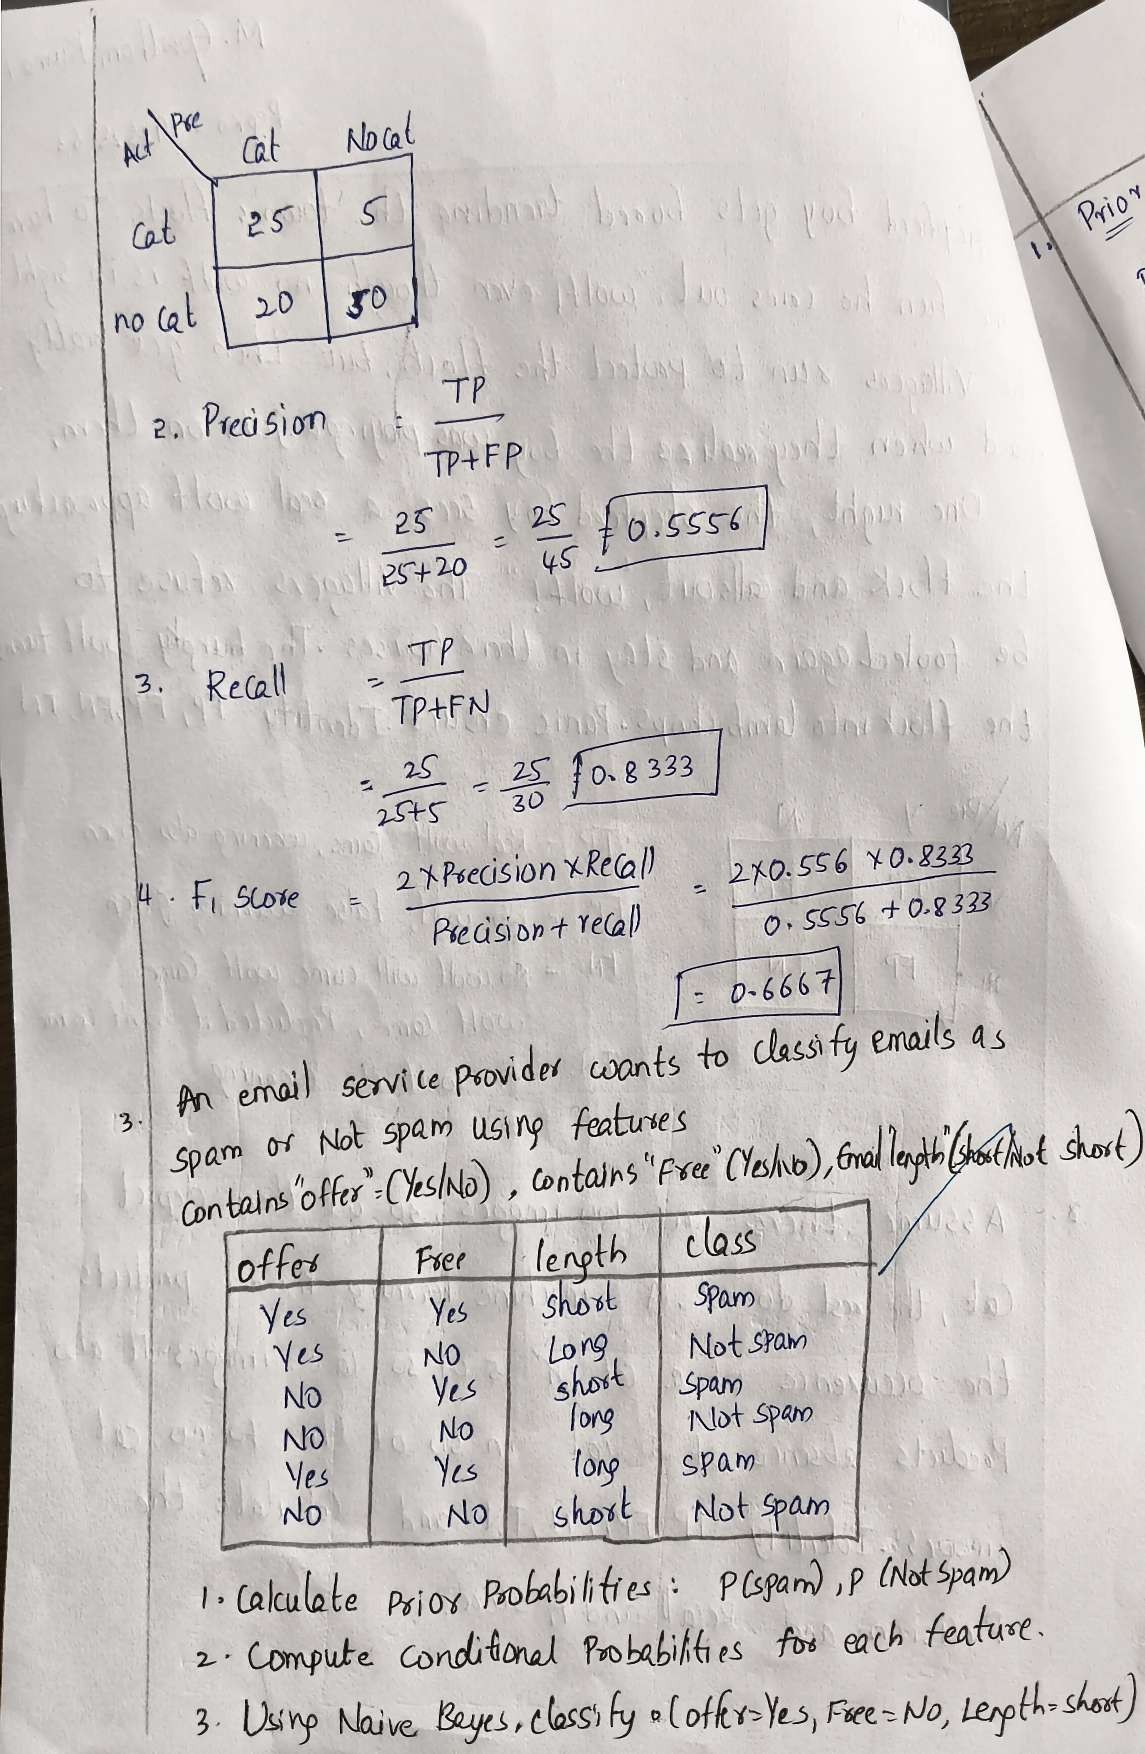 Act Pre Cat No cat
Cat 25 5
no cat 20 50
2. Precision = TP / TP+FP
= 25 / 25+20 = 25 / 45 = 0.5556
3. Recall = TP / TP+FN
= 25 / 25+5 = 25 / 30 = 0.8333
4. F1 Score = 2 x Precision x Recall / Precision + recall = 2x0.556 x0.8333 / 0.5556 + 0.8333
= 0.6667
3. An email service provider wants to classify emails as
spam or Not spam using features
contains "offer"=(Yes/No), contains "Free" (Yes/No), Email length" (short/Not short)
offer Free length class
Yes Yes short spam
Yes NO Long Not spam
NO Yes short spam
NO No long Not spam
Yes Yes long spam
NO NO short Not spam
1. Calculate Prior Probabilities : P(spam), P (Not Spam)
2. Compute conditional Probabilities for each feature.
3. Using Naive Bayes, classify (offer=Yes, Free=No, Length=short)
1. Prior